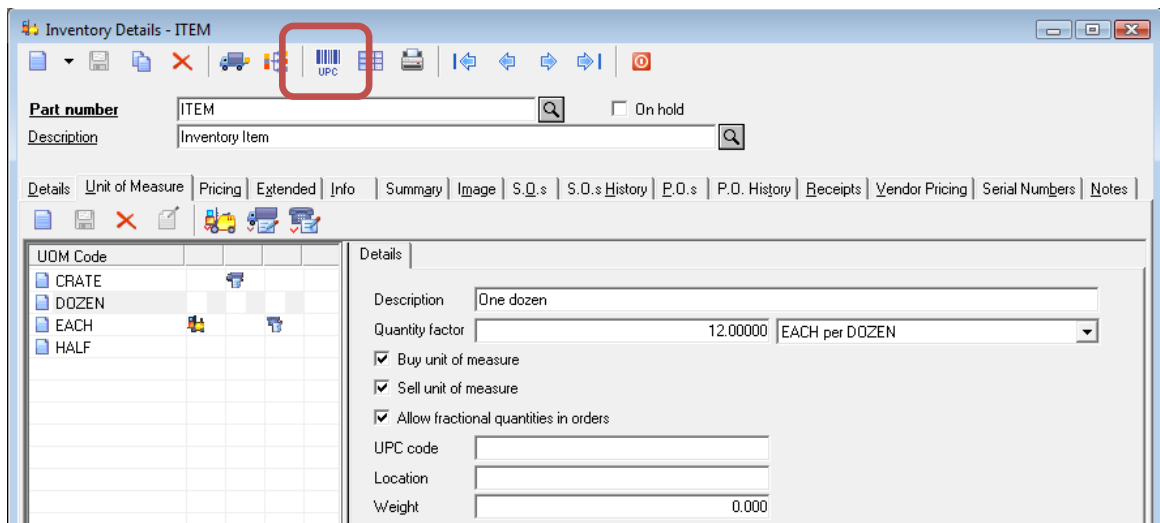 Inventory Details - ITEM
UPC
Part number ITEM On hold
Description Inventory Item
Details Unit of Measure Pricing Extended Info Summary Image S.O.s S.O.s History P.O.s P.O. History Receipts Vendor Pricing Serial Numbers Notes
UOM Code
CRATE
DOZEN
EACH
HALF
Details
Description One dozen
Quantity factor 12.00000 EACH per DOZEN
Buy unit of measure
Sell unit of measure
Allow fractional quantities in orders
UPC code
Location
Weight 0.000